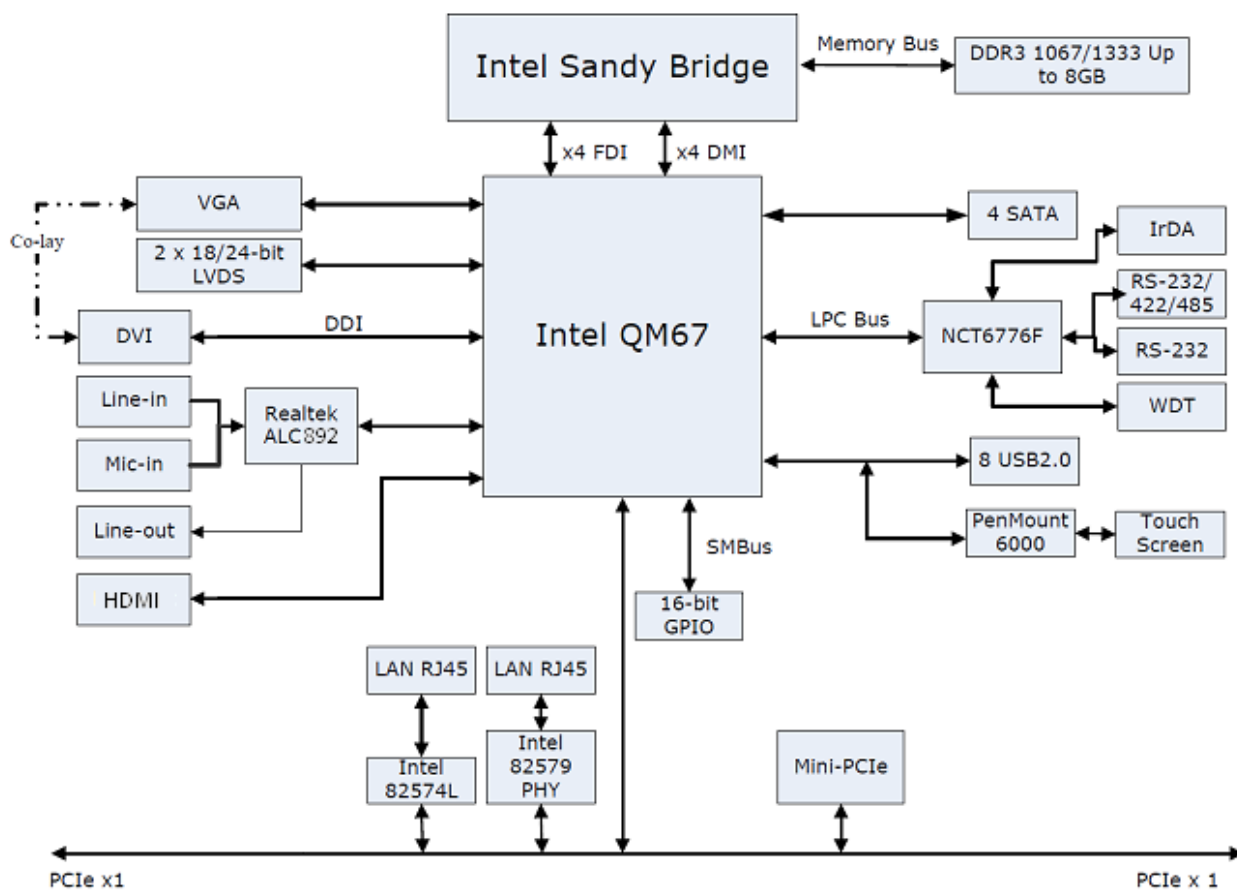 Intel Sandy Bridge
Memory Bus
DDR3 1067/1333 Up
to 8GB
x4 FDI
x4 DMI
VGA
Co-lay
2 x 18/24-bit
LVDS
DVI
DDI
Intel QM67
4 SATA
IrDA
RS-232/
422/485
LPC Bus
NCT6776F
RS-232
WDT
Line-in
Realtek
ALC892
Mic-in
Line-out
HDMI
8 USB2.0
PenMount
6000
Touch
Screen
SMBus
16-bit
GPIO
LAN RJ45
LAN RJ45
Intel
82574L
Intel
82579
PHY
Mini-PCIe
PCIe x1
PCIe x 1